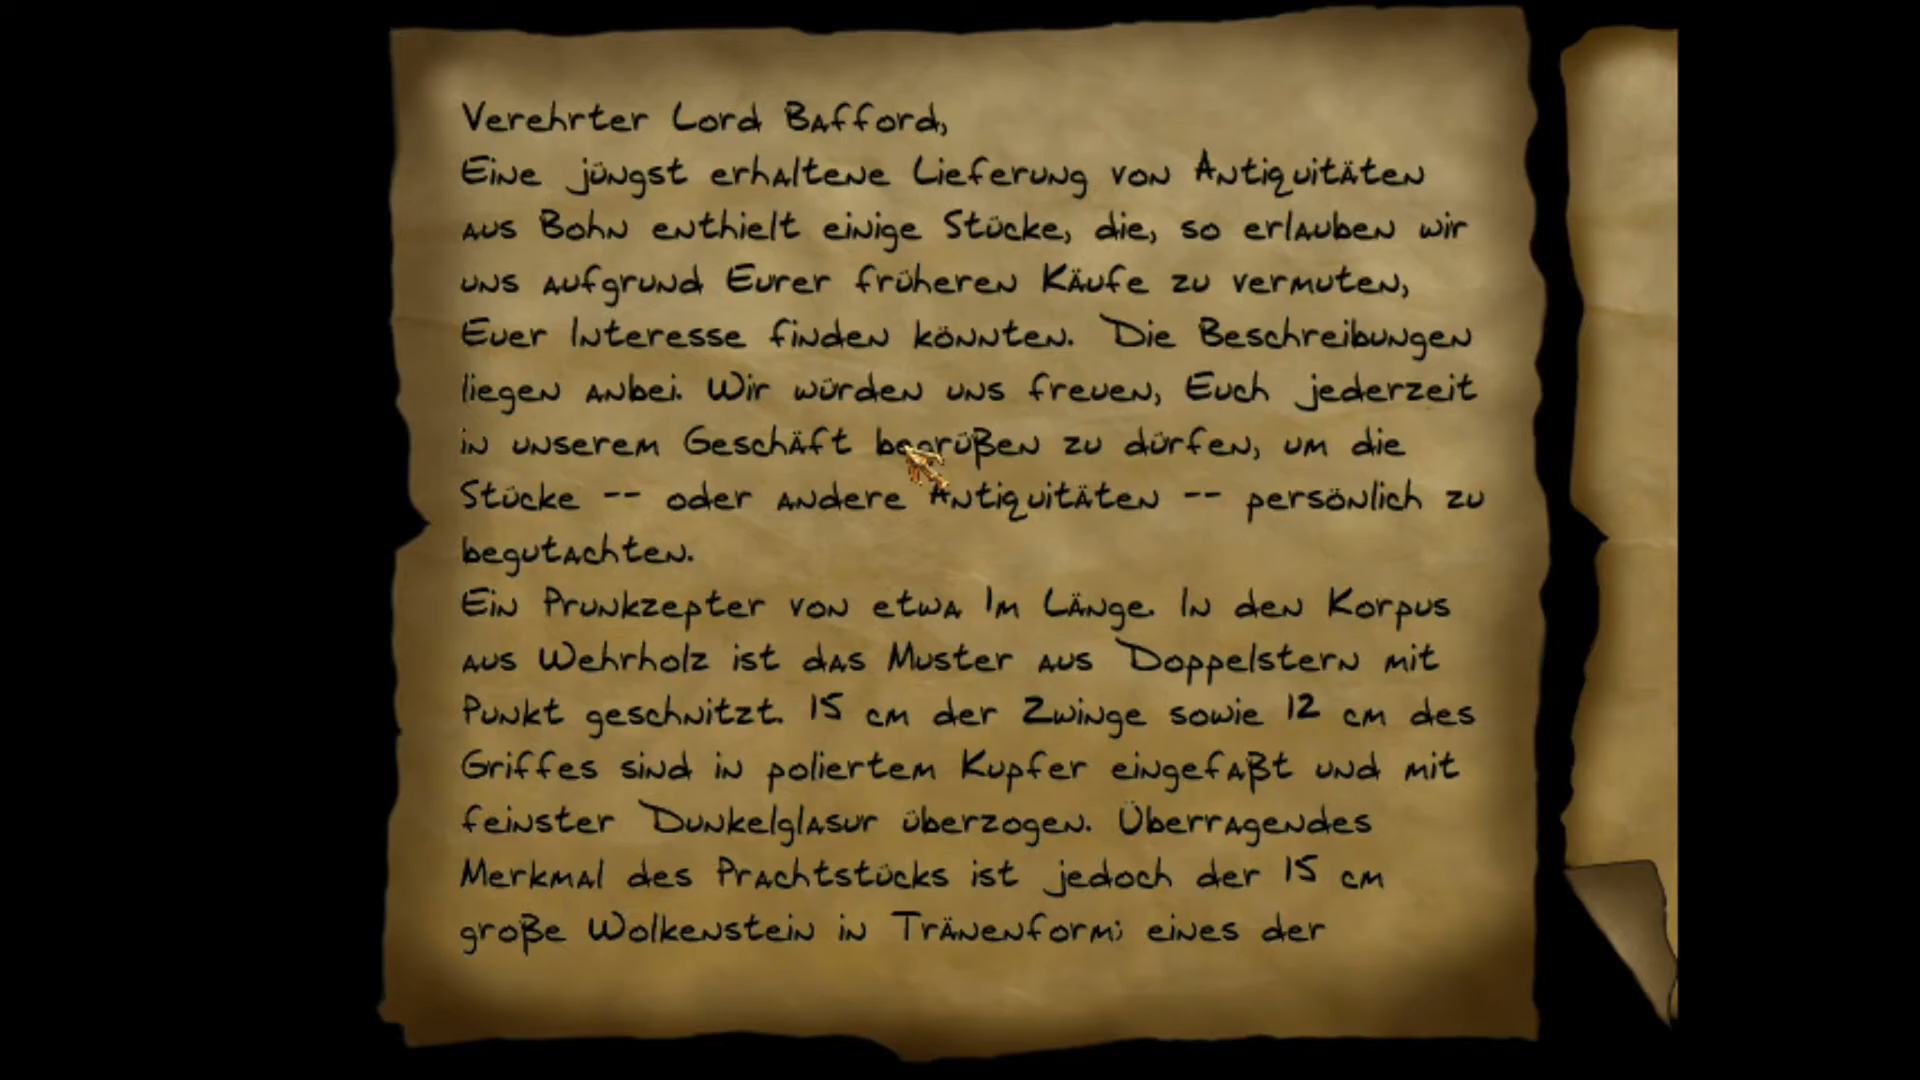 Verehrter Lord Bafford,
Eine jüngst erhaltene Lieferung von Antiquitäten
aus Bohn enthielt einige Stücke, die, so erlauben wir
uns aufgrund Eurer früheren Käufe zu vermuten,
Euer Interesse finden könnten. Die Beschreibungen
liegen anbei. Wir würden uns freuen, Euch jederzeit
in unserem Geschäft begrüßen zu dürfen, um die
Stücke -- oder andere Antiquitäten -- persönlich zu
begutachten.
Ein Prunkzepter von etwa 1m Länge. In den Korpus
aus Wehrholz ist das Muster aus Doppelstern mit
Punkt geschnitzt. 15 cm der Zwinge sowie 12 cm des
Griffes sind in poliertem Kupfer eingefaßt und mit
feinster Dunkelglasur überzogen. Überragendes
Merkmal des Prachtstücks ist jedoch der 15 cm
große Wolkenstein in Tränenform; eines der